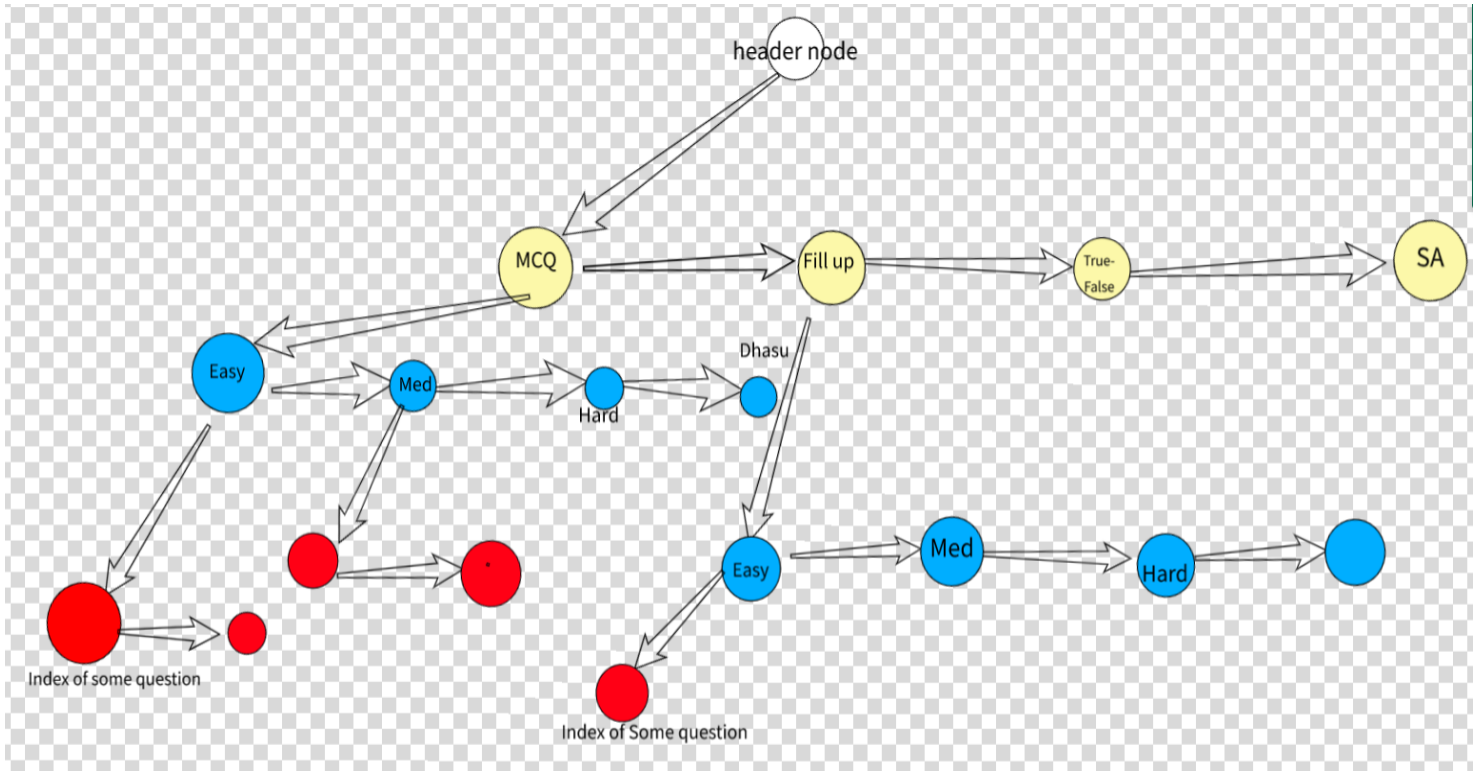 header node
MCQ
Fill up
True-
False
SA
Easy
Med
Hard
Dhasu
Easy
Med
Hard
Index of some question
Index of Some question